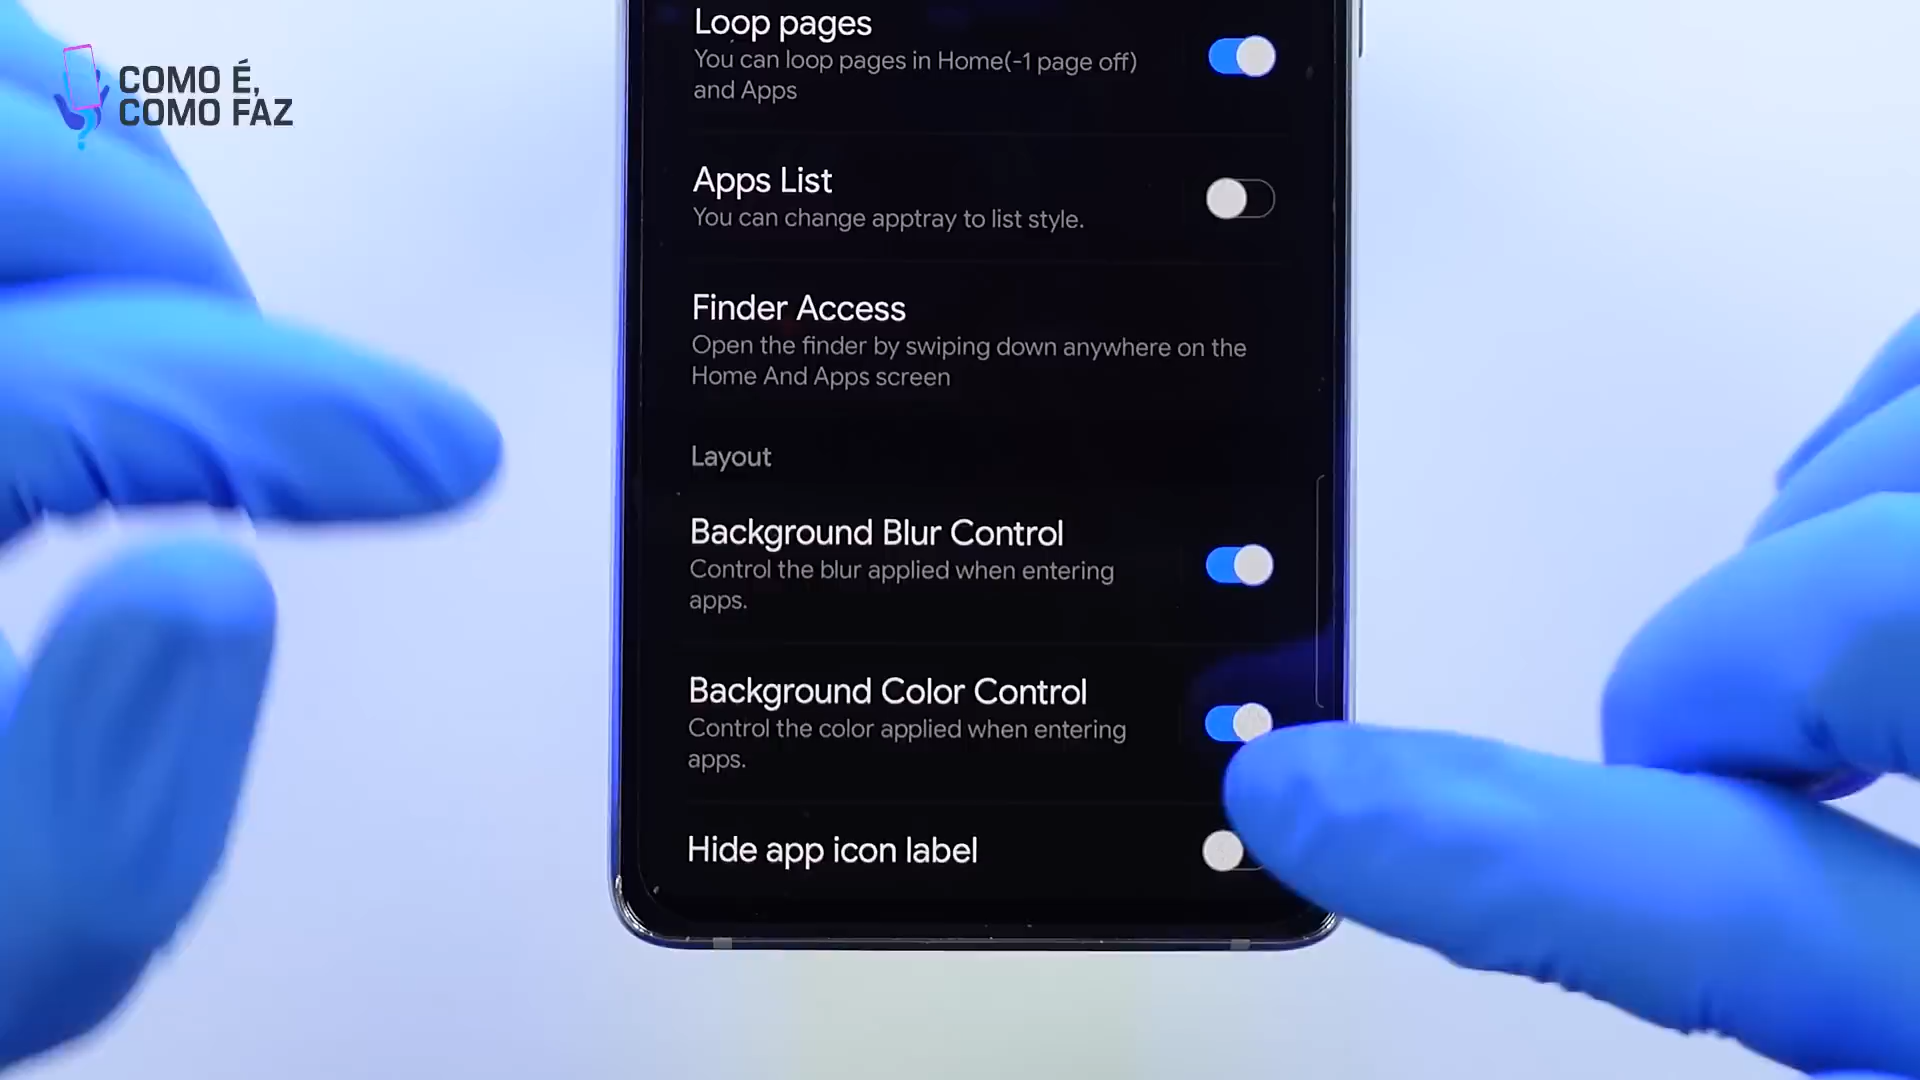 COMO É,
COMO FAZ
Loop pages
You can loop pages in Home(-1 page off)
and Apps
Apps List
You can change apptray to list style.
Finder Access
Open the finder by swiping down anywhere on the
Home And Apps screen
Layout
Background Blur Control
Control the blur applied when entering
apps.
Background Color Control
Control the color applied when entering
apps.
Hide app icon label